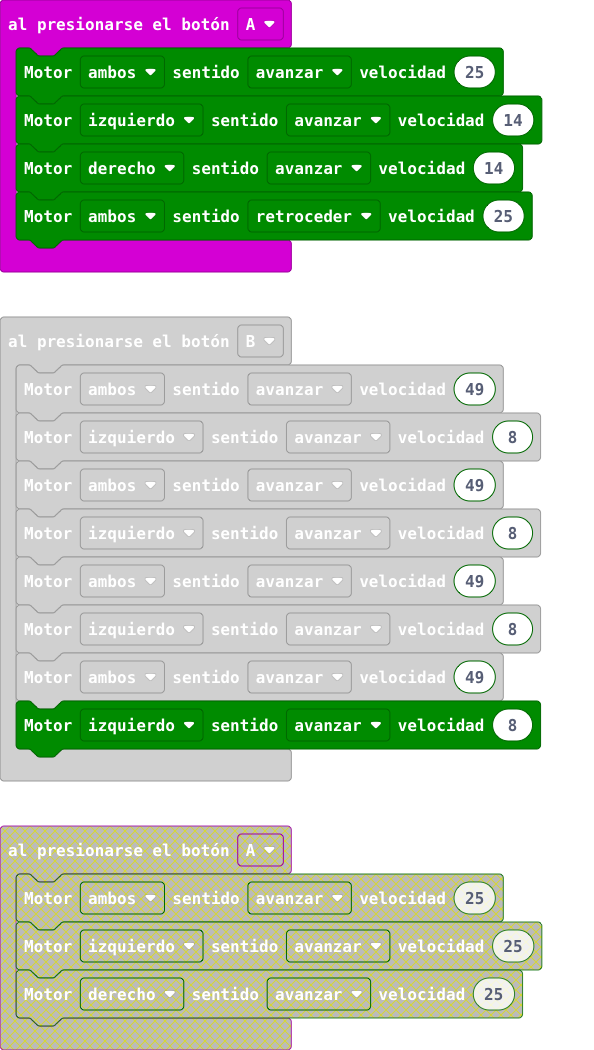 al presionarse el botón A
Motor ambos sentido avanzar velocidad 25
Motor izquierdo sentido avanzar velocidad 14
Motor derecho sentido avanzar velocidad 14
Motor ambos sentido retroceder velocidad 25
al presionarse el botón B
Motor ambos sentido avanzar velocidad 49
Motor izquierdo sentido avanzar velocidad 8
Motor ambos sentido avanzar velocidad 49
Motor izquierdo sentido avanzar velocidad 8
Motor ambos sentido avanzar velocidad 49
Motor izquierdo sentido avanzar velocidad 8
Motor ambos sentido avanzar velocidad 49
Motor izquierdo sentido avanzar velocidad 8
al presionarse el botón A
Motor ambos sentido avanzar velocidad 25
Motor izquierdo sentido avanzar velocidad 25
Motor derecho sentido avanzar velocidad 25